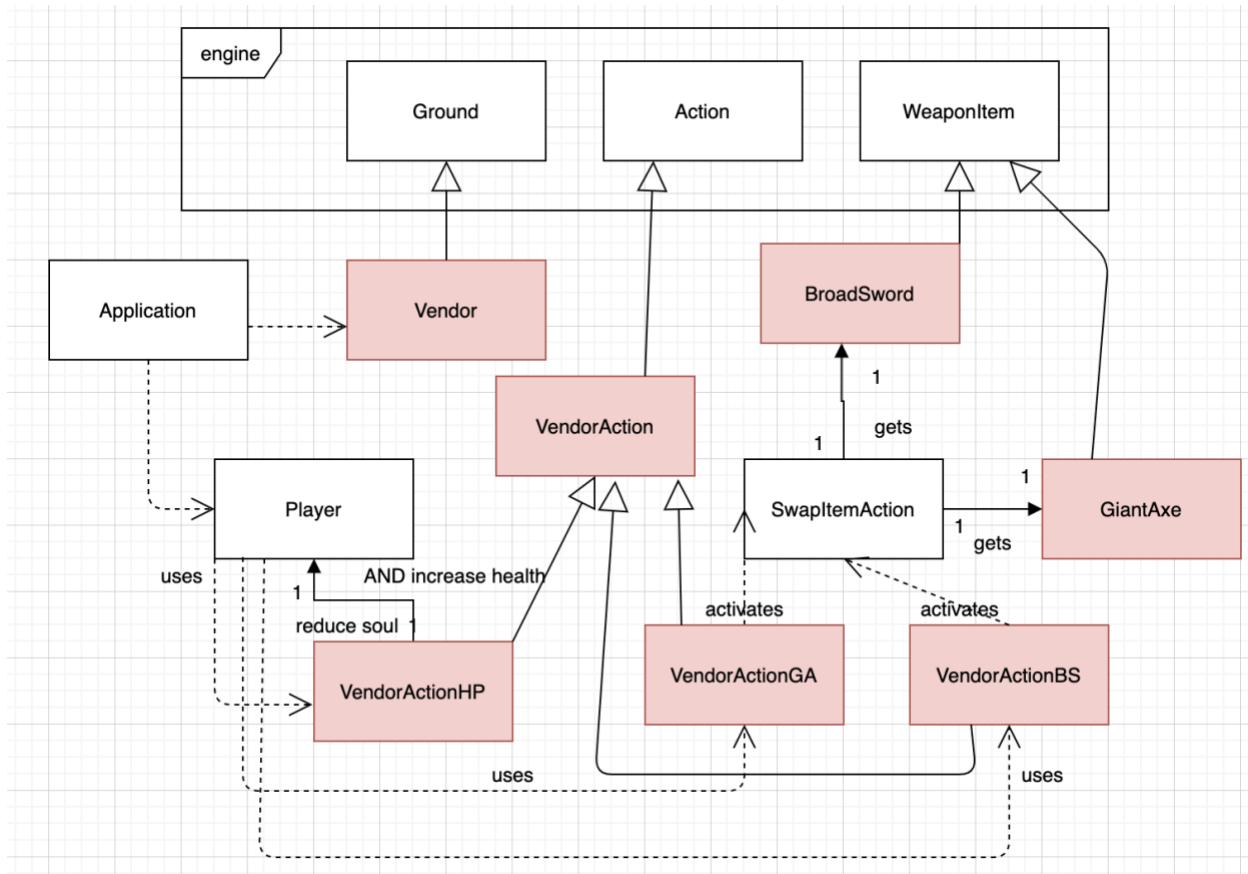 engine
Ground
Action
WeaponItem
Application
Vendor
BroadSword
1
VendorAction
gets
1
Player
SwapItemAction
1
GiantAxe
1
gets
uses
AND increase health
1
reduce soul 1
activates
activates
VendorActionHP
VendorActionGA
VendorActionBS
uses
uses